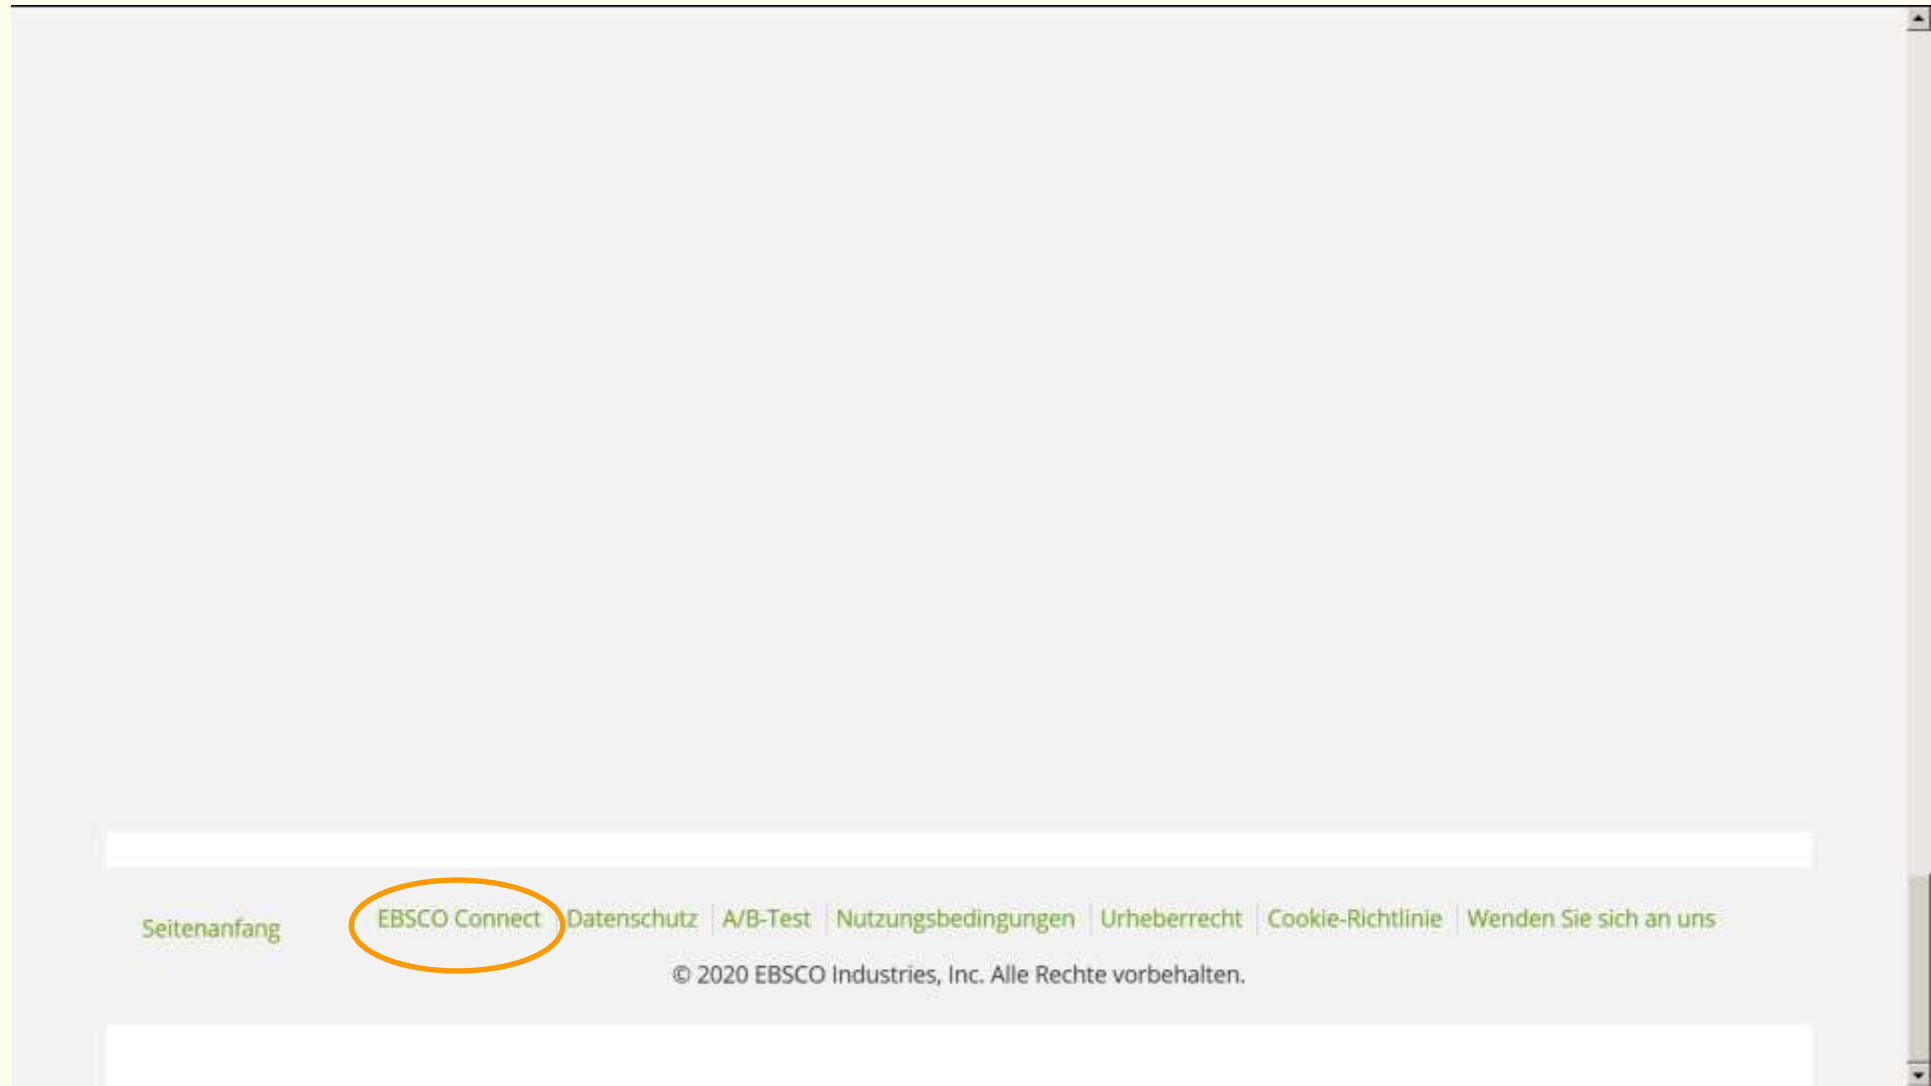 Seitenanfang
EBSCO Connect Datenschutz A/B-Test Nutzungsbedingungen Urheberrecht Cookie-Richtlinie Wenden Sie sich an uns
© 2020 EBSCO Industries, Inc. Alle Rechte vorbehalten.